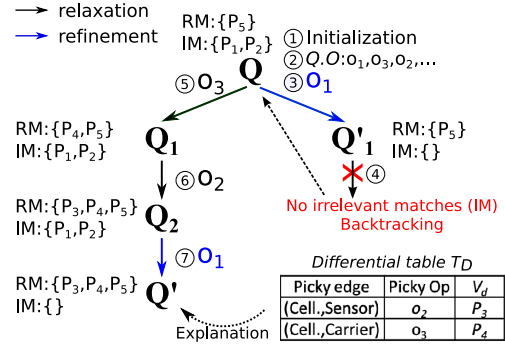 relaxation
refinement
RM:{P₅}
IM:{P₁,P₂}
① Initialization
② Q.O:o₁,o₃,o₂,...
Q
③ o₁
⑤ o₃
RM:{P₄,P₅}
IM:{P₁,P₂}
Q₁
Q'₁
RM:{P₅}
IM:{}
④
⑥ o₂
No irrelevant matches (IM)
Backtracking
RM:{P₃,P₄,P₅}
IM:{P₁,P₂}
Q₂
⑦ o₁
RM:{P₃,P₄,P₅}
IM:{}
Q'
Explanation
Differential table T_D
Picky edge Picky Op V_d
(Cell.,Sensor) o₂ P₃
(Cell.,Carrier) o₃ P₄